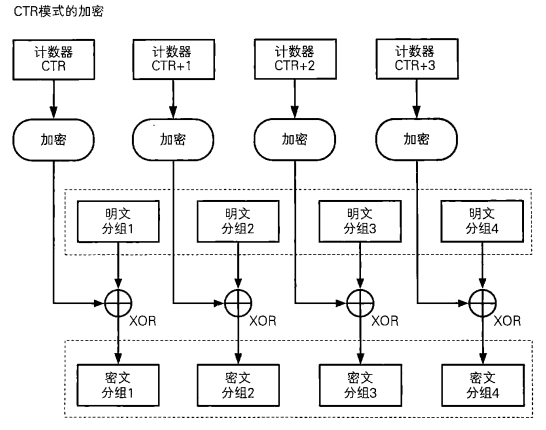 CTR模式的加密
计数器
CTR
计数器
CTR+1
计数器
CTR+2
计数器
CTR+3
加密
加密
加密
加密
明文
分组1
明文
分组2
明文
分组3
明文
分组4
XOR
XOR
XOR
XOR
密文
分组1
密文
分组2
密文
分组3
密文
分组4